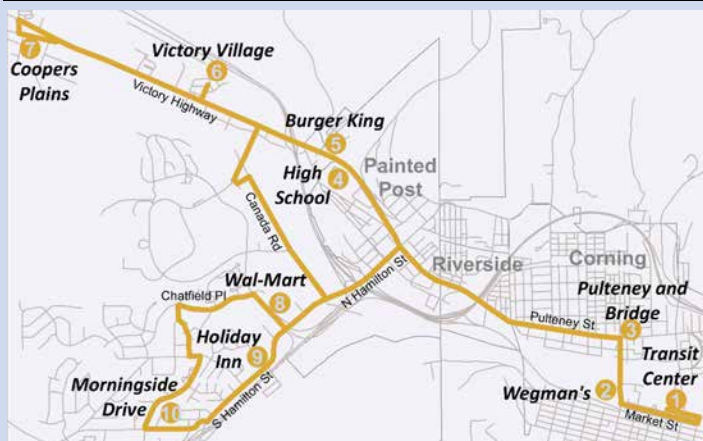 7
Coopers
Plains
Victory Village
6
Victory Highway
Burger King
5
High
School
4
Painted
Post
Canada Rd
Wal-Mart
8
Chatfield Pl
N Hamilton St
Riverside
Corning
Pulteney and
Bridge
3
Pulteney St
Holiday
Inn
9
Transit
Center
1
Wegman's
2
Market St
Morningside
Drive
10
S Hamilton St